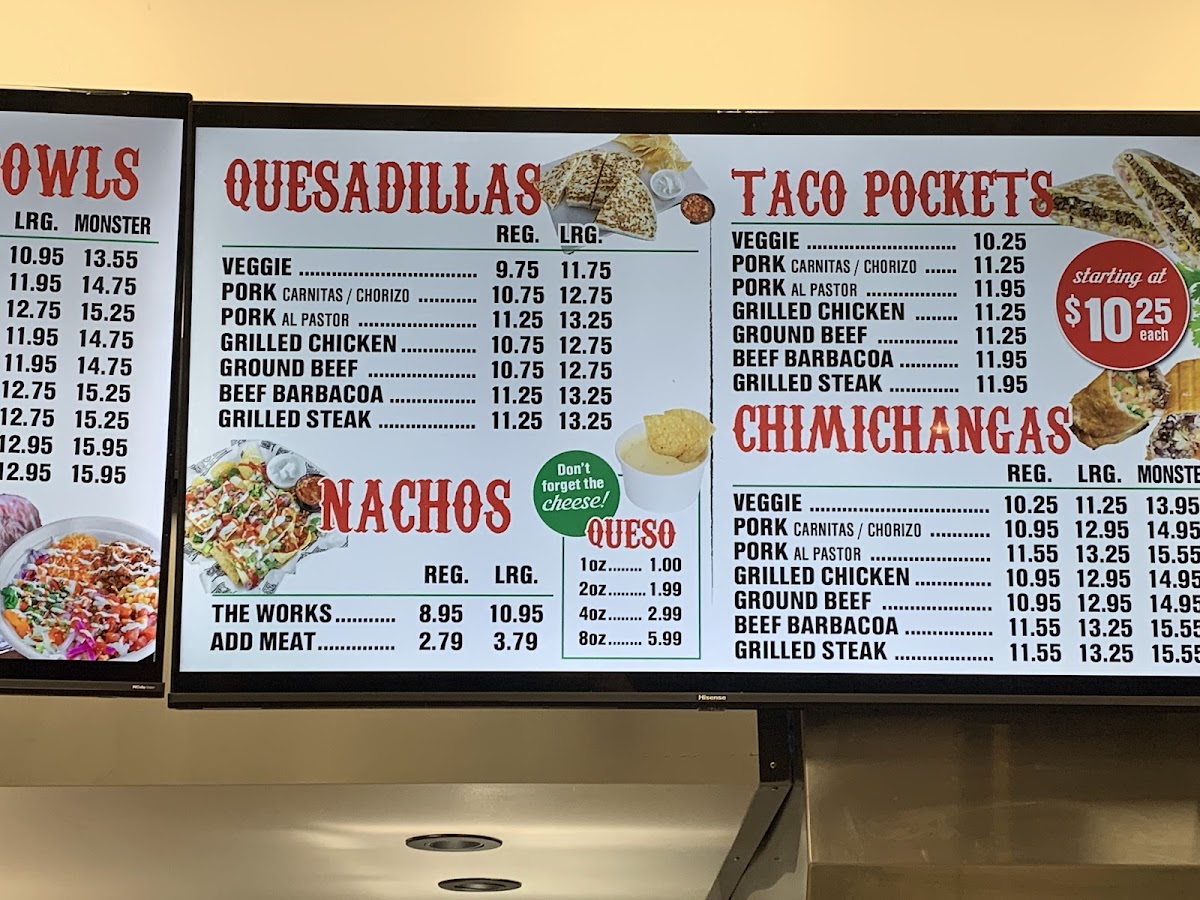 OWLS
LRG. MONSTER
10.95 13.55
11.95 14.75
12.75 15.25
11.95 14.75
11.95 14.75
12.75 15.25
12.75 15.25
12.95 15.95
12.95 15.95
QUESADILLAS
REG. LRG.
VEGGIE .................................. 9.75 11.75
PORK CARNITAS / CHORIZO ........... 10.75 12.75
PORK AL PASTOR ...................... 11.25 13.25
GRILLED CHICKEN .............. 10.75 12.75
GROUND BEEF .................... 10.75 12.75
BEEF BARBACOA ................ 11.25 13.25
GRILLED STEAK .................. 11.25 13.25
NACHOS
REG. LRG.
THE WORKS ........... 8.95 10.95
ADD MEAT .............. 2.79 3.79
Don't
forget the
cheese!
QUESO
1oz ........ 1.00
2oz ......... 1.99
4oz ........ 2.99
8oz ........ 5.99
TACO POCKETS
VEGGIE ............................. 10.25
PORK CARNITAS / CHORIZO ...... 11.25
PORK AL PASTOR ................. 11.95
GRILLED CHICKEN ........ 11.25
GROUND BEEF ............... 11.25
BEEF BARBACOA ........... 11.95
GRILLED STEAK ............. 11.95
starting at
$10.25
each
CHIMICHANGAS
REG. LRG. MONSTE
VEGGIE .................................. 10.25 11.25 13.95
PORK CARNITAS / CHORIZO ........... 10.95 12.95 14.95
PORK AL PASTOR ...................... 11.55 13.25 15.55
GRILLED CHICKEN .............. 10.95 12.95 14.95
GROUND BEEF .................... 10.95 12.95 14.95
BEEF BARBACOA ................ 11.55 13.25 15.55
GRILLED STEAK .................. 11.55 13.25 15.55
Hisense